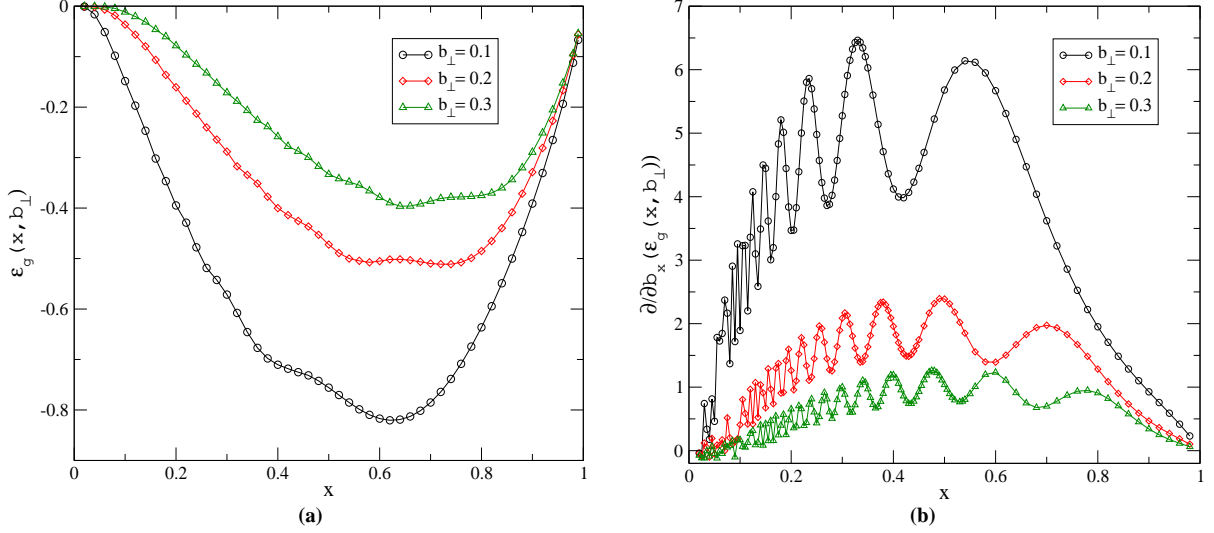 0
-0.2
-0.4
-0.6
-0.8
0
0.2
0.4
0.6
0.8
1
x
ε_g (x, b_⊥)
b_⊥= 0.1
b_⊥= 0.2
b_⊥= 0.3
(a)
7
6
5
4
3
2
1
0
0
0.2
0.4
0.6
0.8
1
x
∂/∂b_x (ε_g (x, b_⊥))
b_⊥= 0.1
b_⊥= 0.2
b_⊥= 0.3
(b)